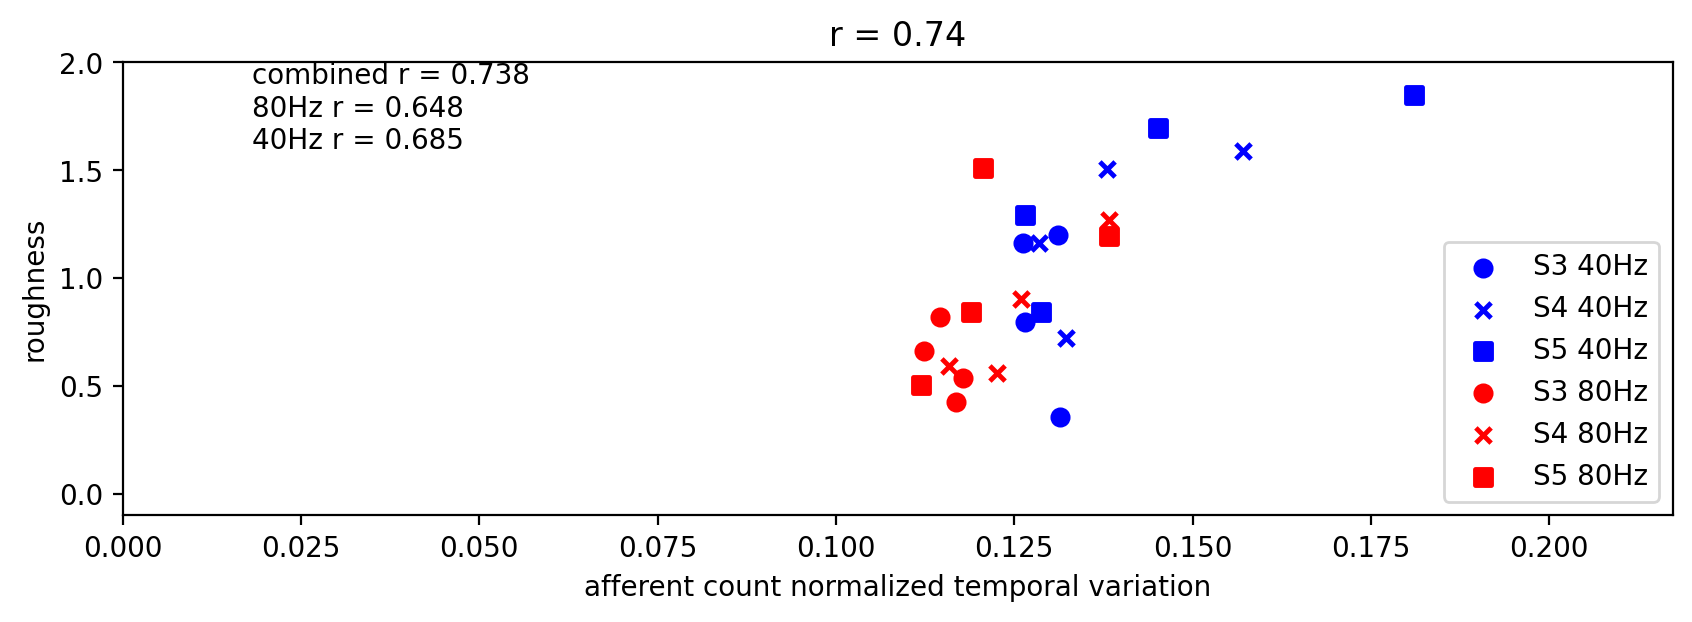 r = 0.74
combined r = 0.738
80Hz r = 0.648
40Hz r = 0.685
2.0
1.5
1.0
0.5
0.0
roughness
S3 40Hz
S4 40Hz
S5 40Hz
S3 80Hz
S4 80Hz
S5 80Hz
0.000 0.025 0.050 0.075 0.100 0.125 0.150 0.175 0.200
afferent count normalized temporal variation